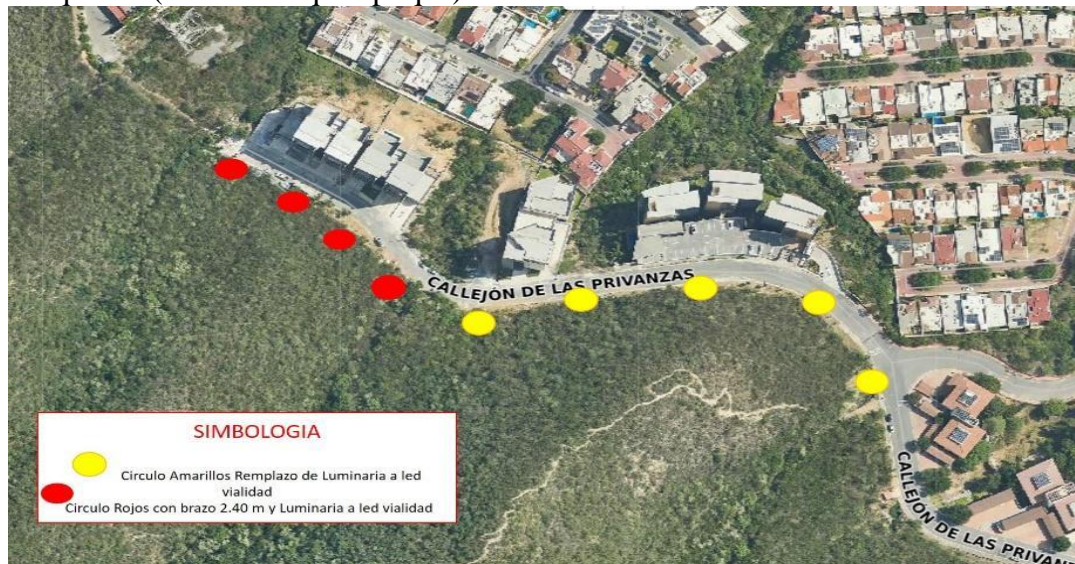 CALLEJÓN DE LAS PRIVANZAS
SIMBOLOGIA
Circulo Amarillos Remplazo de Luminaria a led
vialidad
Circulo Rojos con brazo 2.40 m y Luminaria a led vialidad
CALLEJÓN DE LAS